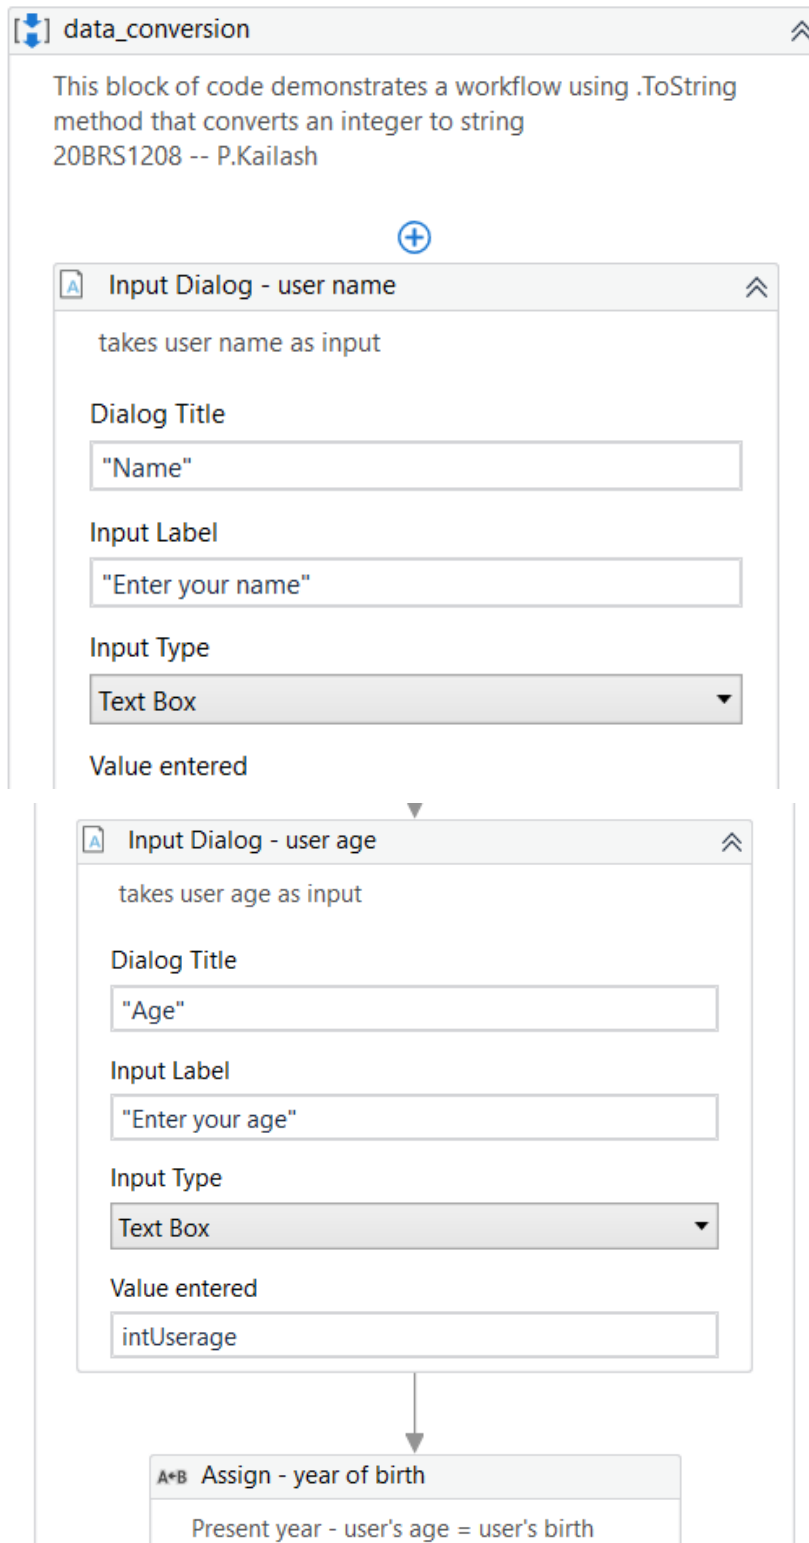 data_conversion
This block of code demonstrates a workflow using .ToString
method that converts an integer to string
20BRS1208 -- P.Kailash
Input Dialog - user name
takes user name as input
Dialog Title
"Name"
Input Label
"Enter your name"
Input Type
Text Box
Value entered
Input Dialog - user age
takes user age as input
Dialog Title
"Age"
Input Label
"Enter your age"
Input Type
Text Box
Value entered
intUserage
A←B Assign - year of birth
Present year - user's age = user's birth